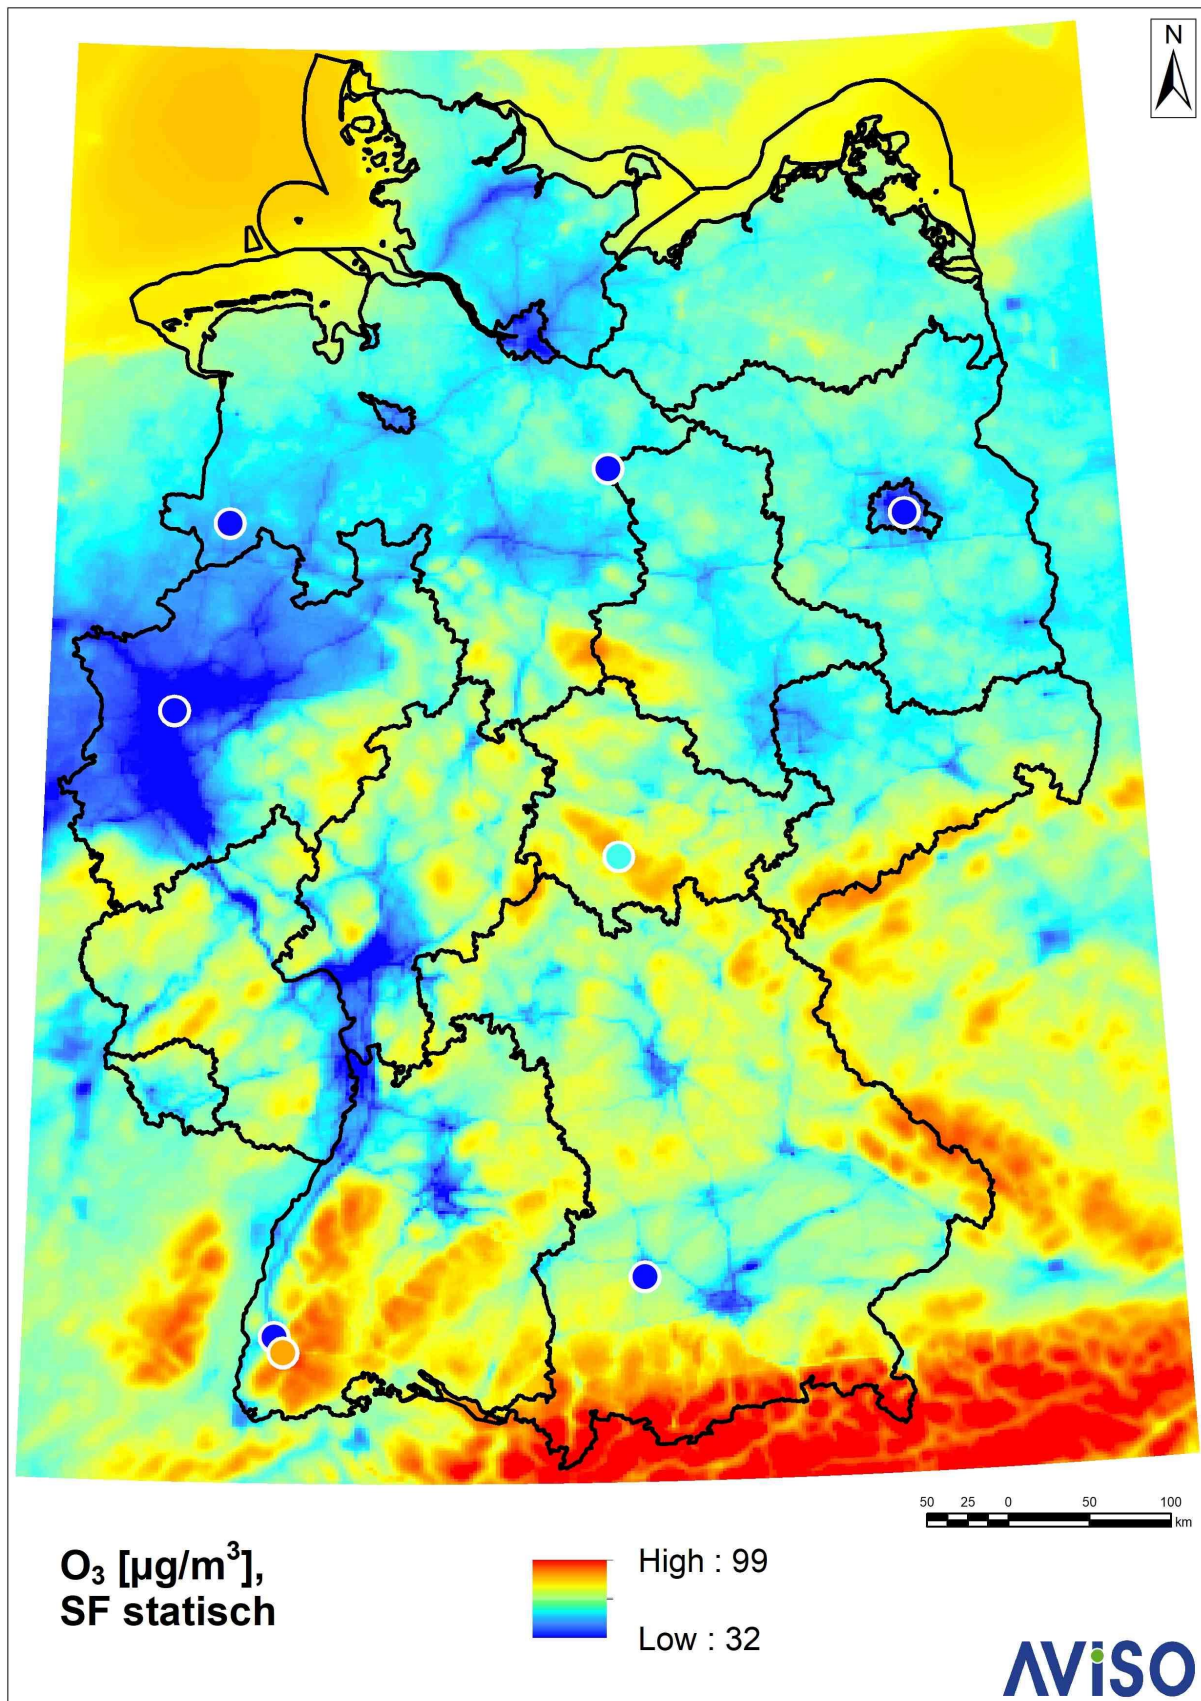 N
50 25 0 50 100
km
O₃ [µg/m³],
SF statisch
High : 99
Low : 32
AViSO